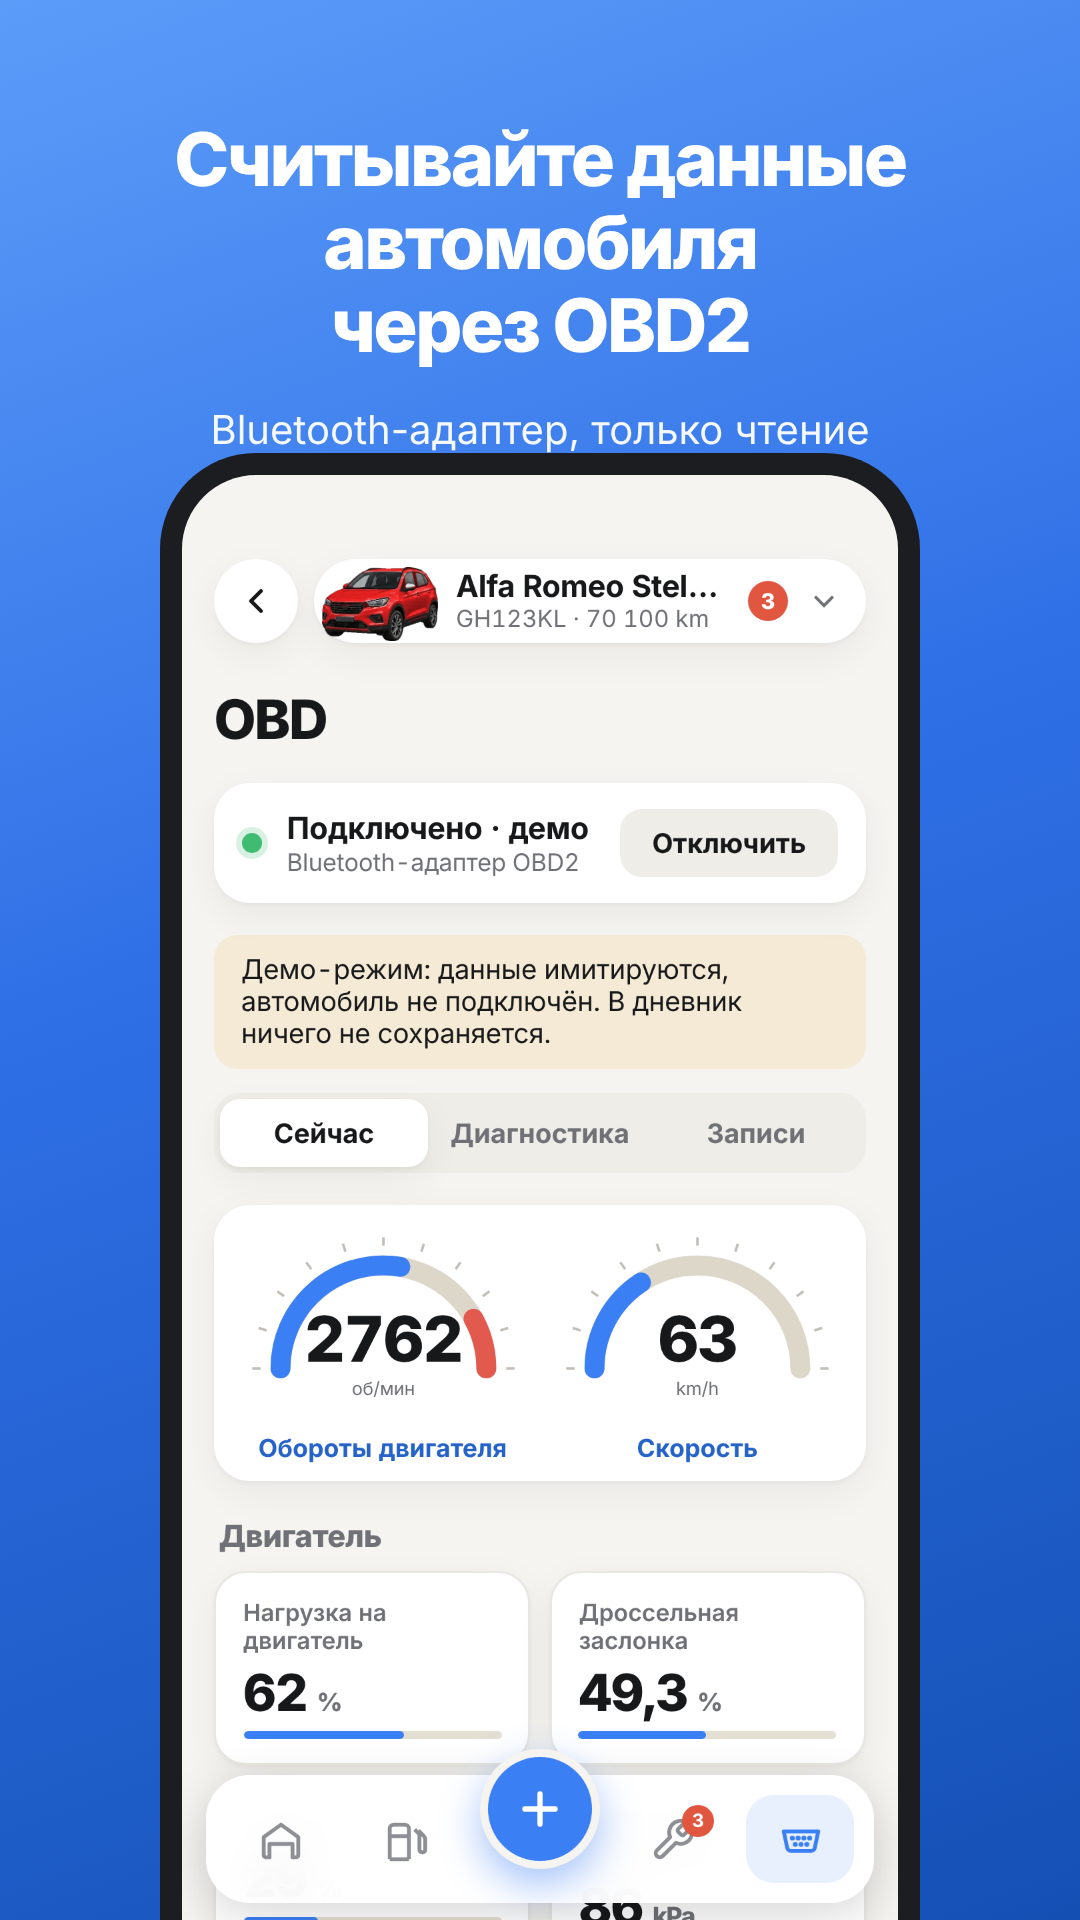 Считывайте данные
автомобиля
через OBD2
Bluetooth-адаптер, только чтение
Alfa Romeo Stel...
GH123KL · 70 100 km
3
OBD
Подключено · демо
Bluetooth-адаптер OBD2
Отключить
Демо-режим: данные имитируются,
автомобиль не подключён. В дневник
ничего не сохраняется.
Сейчас
Диагностика
Записи
2762
об/мин
Обороты двигателя
63
km/h
Скорость
Двигатель
Нагрузка на
двигатель
62 %
Дроссельная
заслонка
49,3 %
3
86 kPa